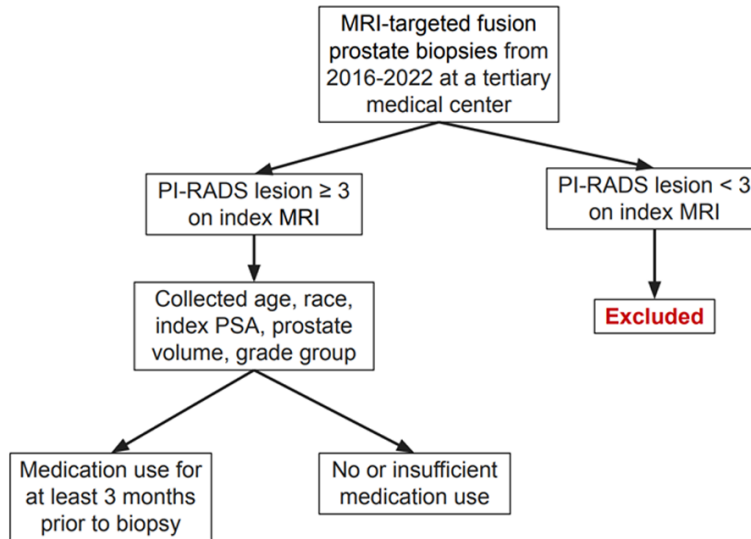 MRI-targeted fusion
prostate biopsies from
2016-2022 at a tertiary
medical center
PI-RADS lesion ≥ 3
on index MRI
PI-RADS lesion < 3
on index MRI
Collected age, race,
index PSA, prostate
volume, grade group
Excluded
Medication use for
at least 3 months
prior to biopsy
No or insufficient
medication use